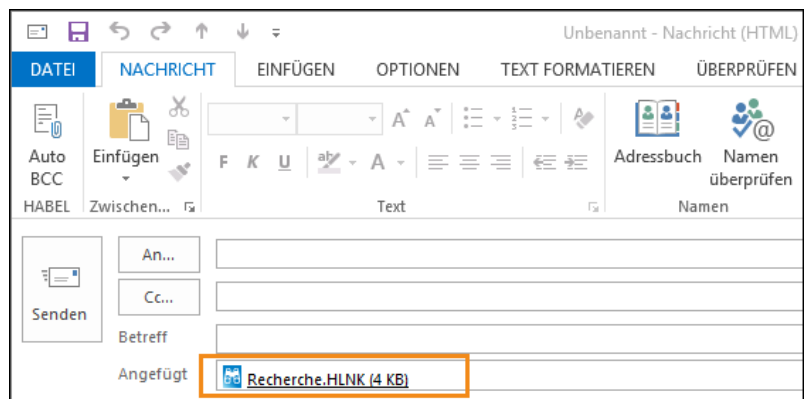 Unbenannt - Nachricht (HTML)
DATEI NACHRICHT EINFÜGEN OPTIONEN TEXT FORMATIEREN ÜBERPRÜFEN
Auto BCC
Einfügen
F K U
Adressbuch
Namen überprüfen
HABEL Zwischen... Text Namen
Senden
An...
Cc...
Betreff
Angefügt Recherche.HLNK (4 KB)